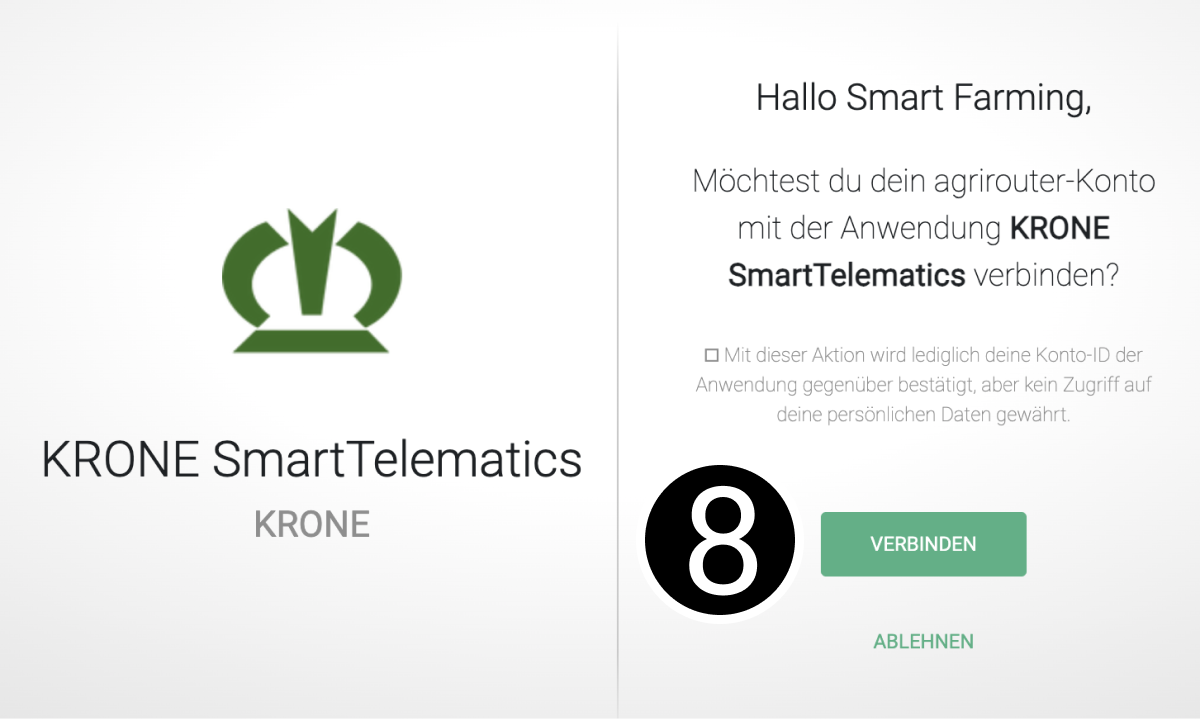 KRONE SmartTelematics
KRONE
Hallo Smart Farming,
Möchtest du dein agrirouter-Konto
mit der Anwendung KRONE
SmartTelematics verbinden?
Mit dieser Aktion wird lediglich deine Konto-ID der
Anwendung gegenüber bestätigt, aber kein Zugriff auf
deine persönlichen Daten gewährt.
8
VERBINDEN
ABLEHNEN